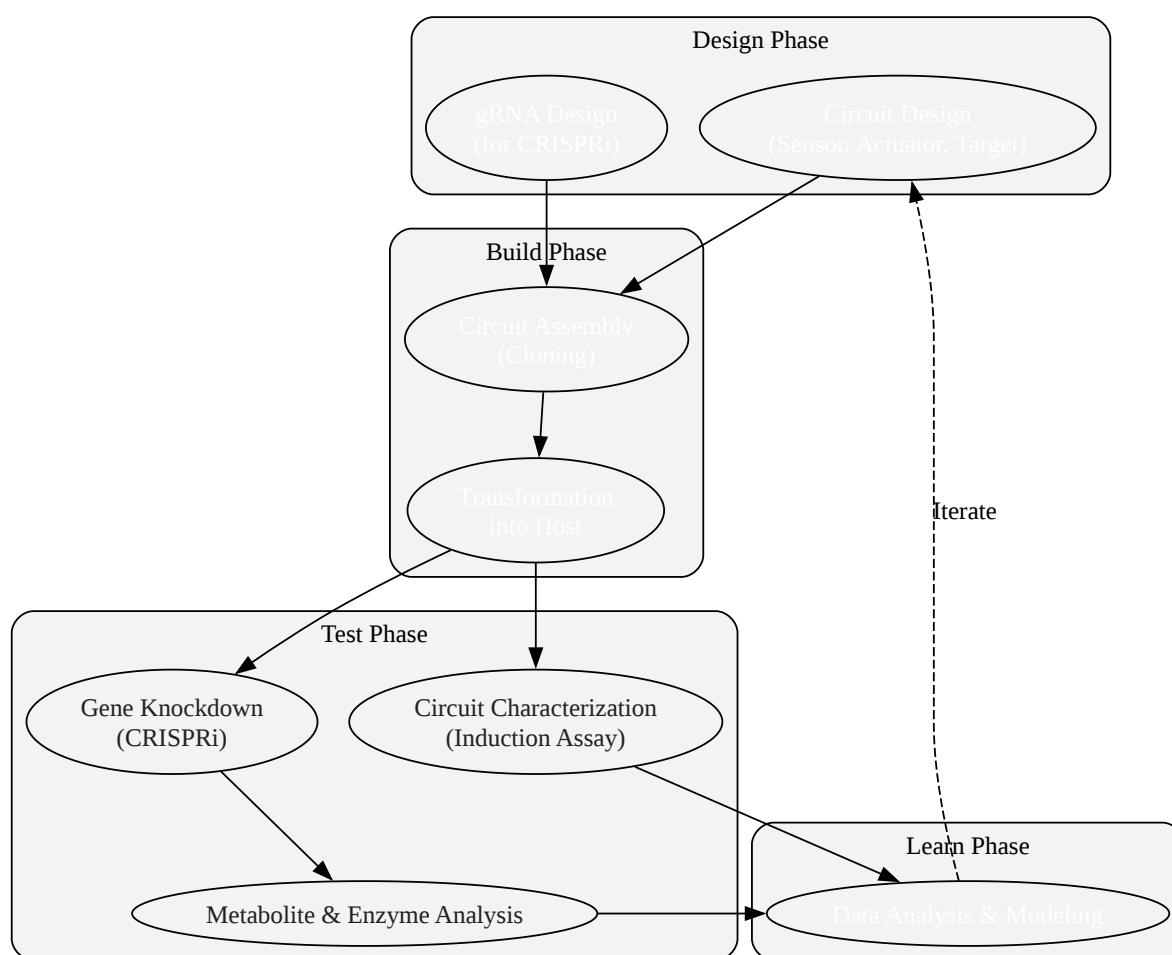 Design Phase
gRNA Design
(for CRISPRi)
Circuit Design
(Sensor, Actuator, Target)
Build Phase
Circuit Assembly
(Cloning)
Transformation
into Host
Iterate
Test Phase
Gene Knockdown
(CRISPRi)
Circuit Characterization
(Induction Assay)
Learn Phase
Metabolite & Enzyme Analysis
Data Analysis & Modeling